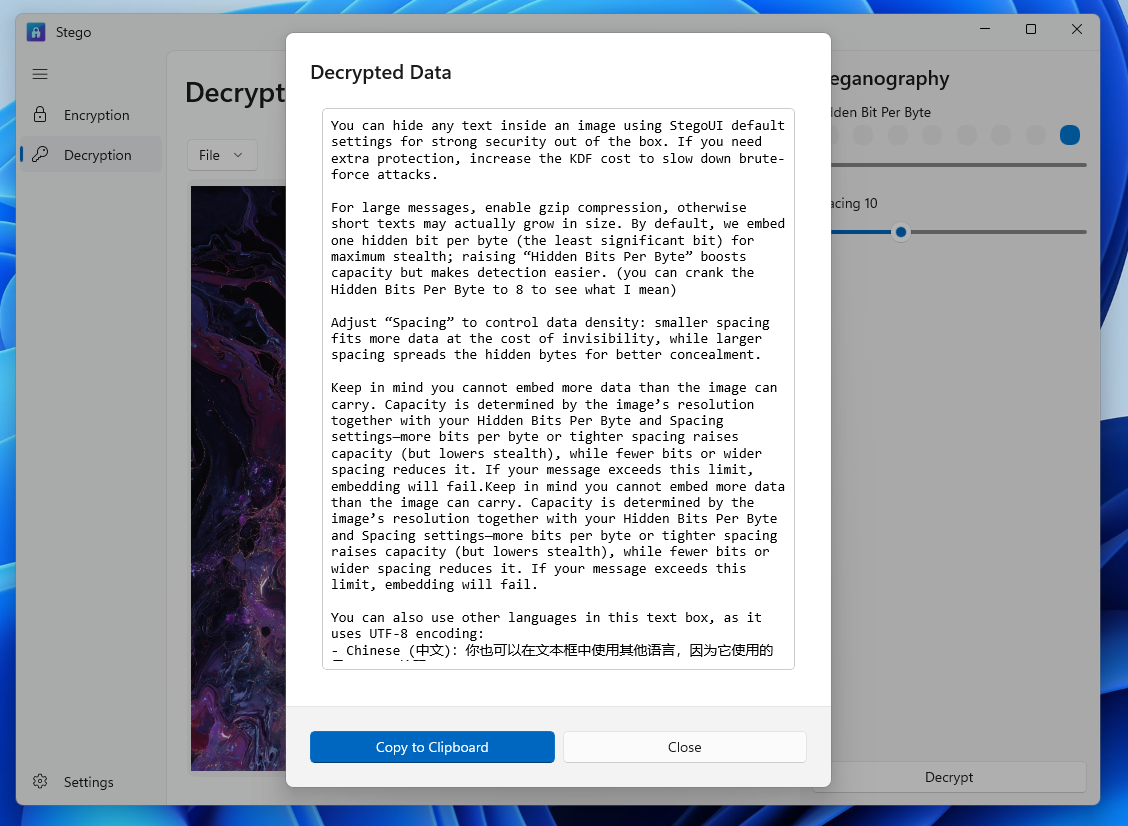 Stego
Encryption
Decryption
Settings
Decrypt
File
Decrypted Data
You can hide any text inside an image using StegoUI default
settings for strong security out of the box. If you need
extra protection, increase the KDF cost to slow down brute-
force attacks.
For large messages, enable gzip compression, otherwise
short texts may actually grow in size. By default, we embed
one hidden bit per byte (the least significant bit) for
maximum stealth; raising “Hidden Bits Per Byte” boosts
capacity but makes detection easier. (you can crank the
Hidden Bits Per Byte to 8 to see what I mean)
Adjust “Spacing” to control data density: smaller spacing
fits more data at the cost of invisibility, while larger
spacing spreads the hidden bytes for better concealment.
Keep in mind you cannot embed more data than the image can
carry. Capacity is determined by the image’s resolution
together with your Hidden Bits Per Byte and Spacing
settings—more bits per byte or tighter spacing raises
capacity (but lowers stealth), while fewer bits or wider
spacing reduces it. If your message exceeds this limit,
embedding will fail.Keep in mind you cannot embed more data
than the image can carry. Capacity is determined by the
image’s resolution together with your Hidden Bits Per Byte
and Spacing settings—more bits per byte or tighter spacing
raises capacity (but lowers stealth), while fewer bits or
wider spacing reduces it. If your message exceeds this
limit, embedding will fail.
You can also use other languages in this text box, as it
uses UTF-8 encoding:
- Chinese (中文): 你也可以在文本框中使用其他语言，因为它使用的
Copy to Clipboard
Close
eganography
dden Bit Per Byte
acing 10
Decrypt